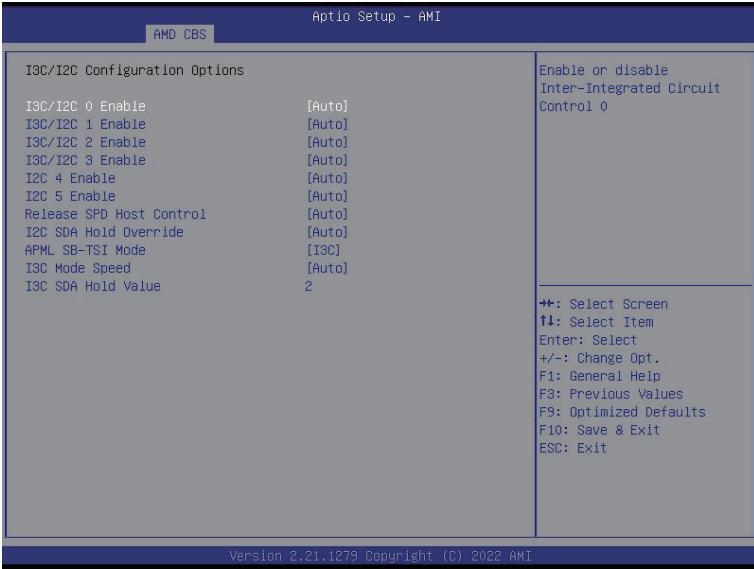 Aptio Setup – AMI
AMD CBS
I3C/I2C Configuration Options
I3C/I2C 0 Enable [Auto]
I3C/I2C 1 Enable [Auto]
I3C/I2C 2 Enable [Auto]
I3C/I2C 3 Enable [Auto]
I2C 4 Enable [Auto]
I2C 5 Enable [Auto]
Release SPD Host Control [Auto]
I2C SDA Hold Override [Auto]
APML SB-TSI Mode [I3C]
I3C Mode Speed [Auto]
I3C SDA Hold Value 2
Enable or disable
Inter-Integrated Circuit
Control 0
→←: Select Screen
↑↓: Select Item
Enter: Select
+/-: Change Opt.
F1: General Help
F3: Previous Values
F9: Optimized Defaults
F10: Save & Exit
ESC: Exit
Version 2.21.1279 Copyright (C) 2022 AMI